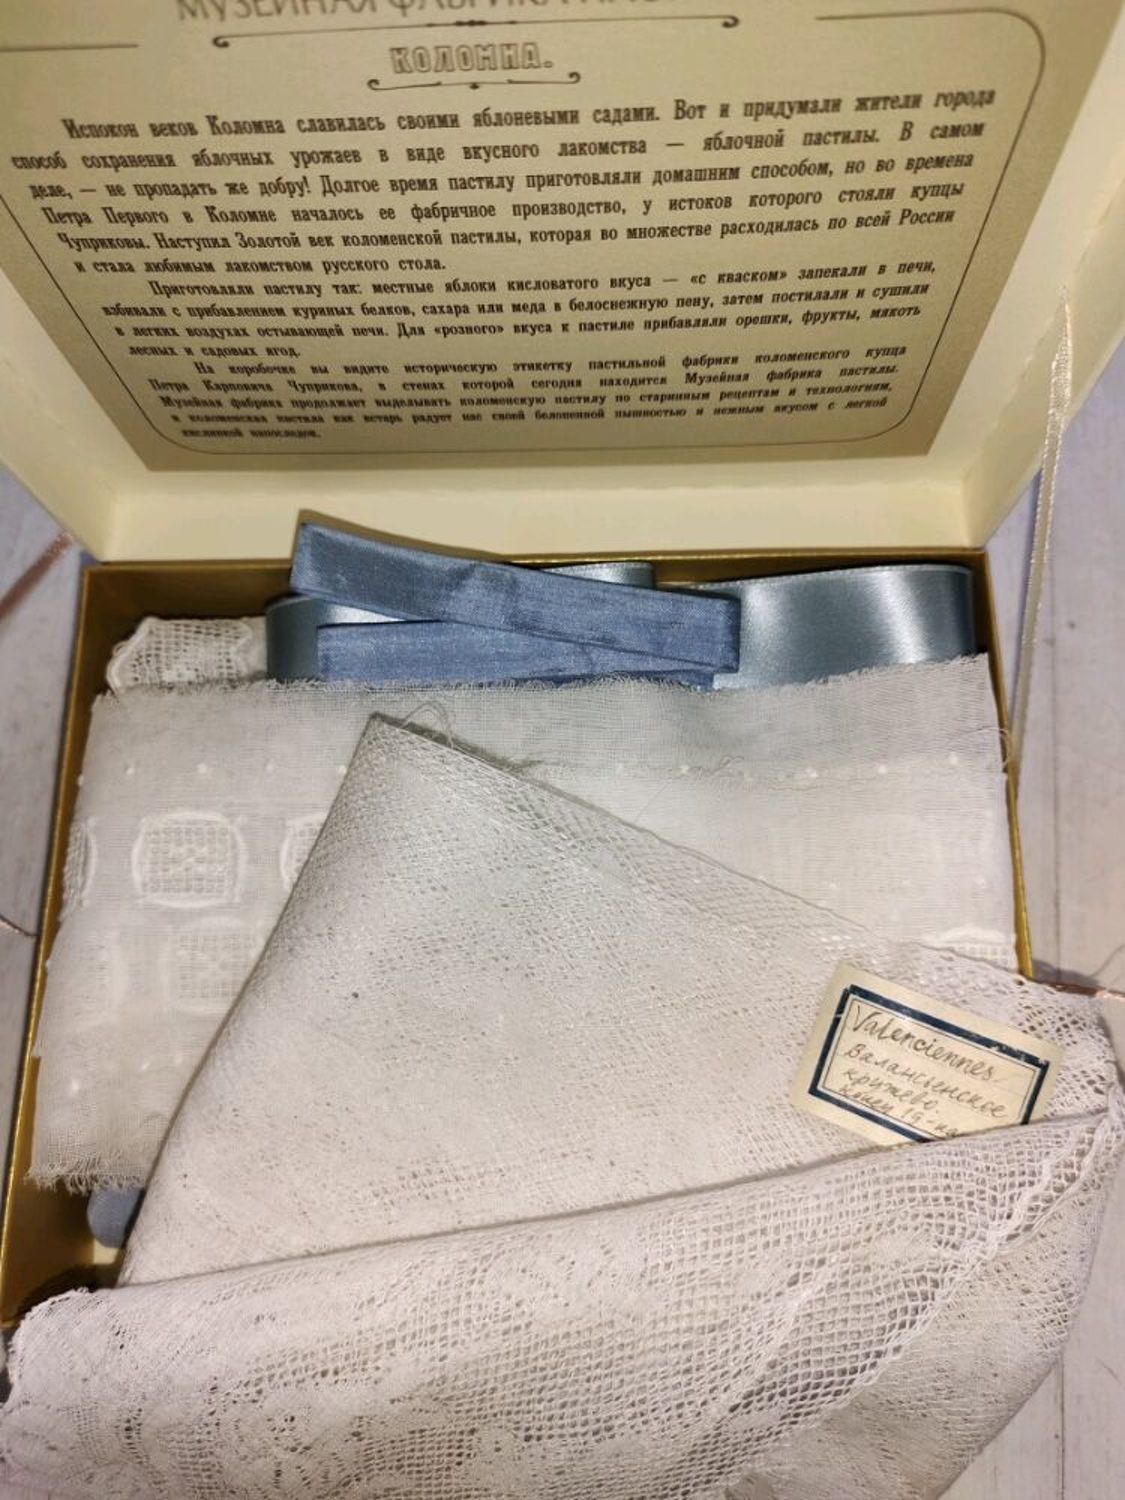 МУЗЕЙНАЯ ФАБРИКА
КОЛОМНА.
Испокон веков Коломна славилась своими яблоневыми садами. Вот и придумали жители города
способ сохранения яблочных урожаев в виде вкусного лакомства — яблочной пастилы. В самом
деле, — не пропадать же добру! Долгое время пастилу приготовляли домашним способом, но во времена
Петра Первого в Коломне началось ее фабричное производство, у истоков которого стояли купцы
Чуприковы. Наступил Золотой век коломенской пастилы, которая во множестве расходилась по всей России
и стала любимым лакомством русского стола.
Приготовляли пастилу так: местные яблоки кисловатого вкуса — «с кваском» запекали в печи,
взбивали с прибавлением куриных белков, сахара или меда в белоснежную пену, затем постилали и сушили
в легких воздухах остывающей печи. Для «розного» вкуса к пастиле прибавляли орешки, фрукты, мякоть
лесных и садовых ягод.
На коробочке вы видите историческую этикетку пастильной фабрики коломенского купца
Петра Карповича Чуприкова, в стенах которой сегодня находится Музейная фабрика пастилы.
Музейная фабрика продолжает выделывать коломенскую пастилу по старинным рецептам и технологиям,
и коломенская пастила как встарь радует нас своей белопенной пышностью и нежным вкусом с легкой
кислинкой напоследок.
Valenciennes.
Валансьенское
кружево.
Конец 19-